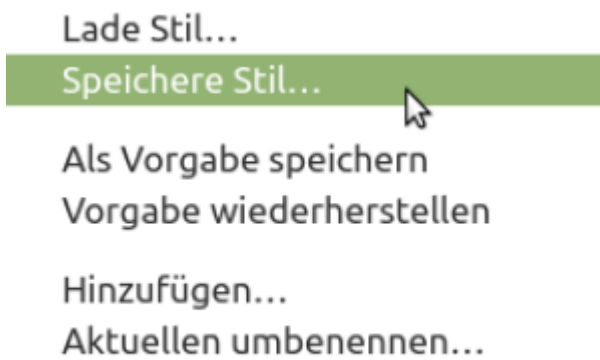 Lade Stil...
Speichere Stil...
Als Vorgabe speichern
Vorgabe wiederherstellen
Hinzufügen...
Aktuellen umbenennen...